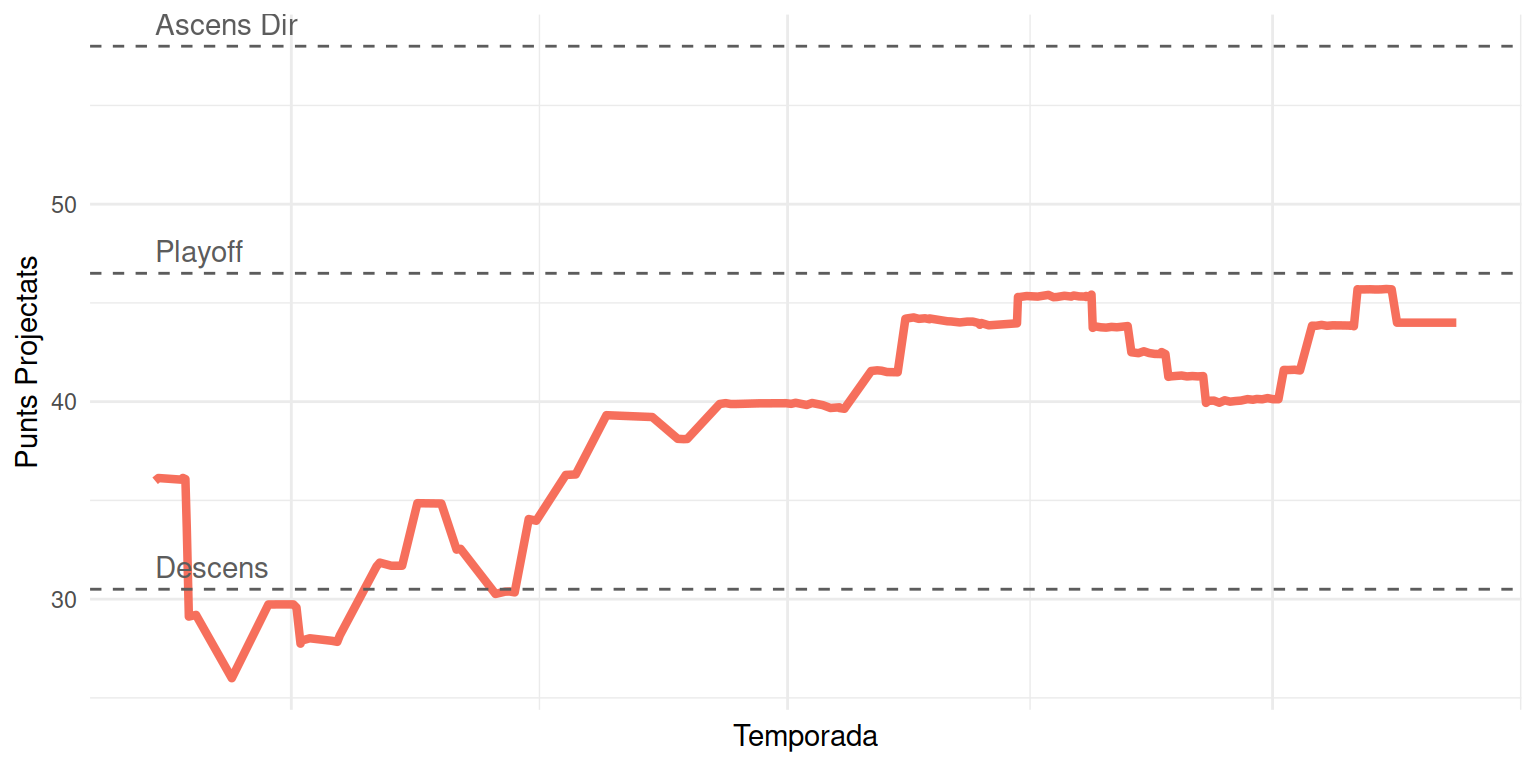 Ascens Dir
50
Playoff
40
Descens
30
Punts Projectats
Temporada